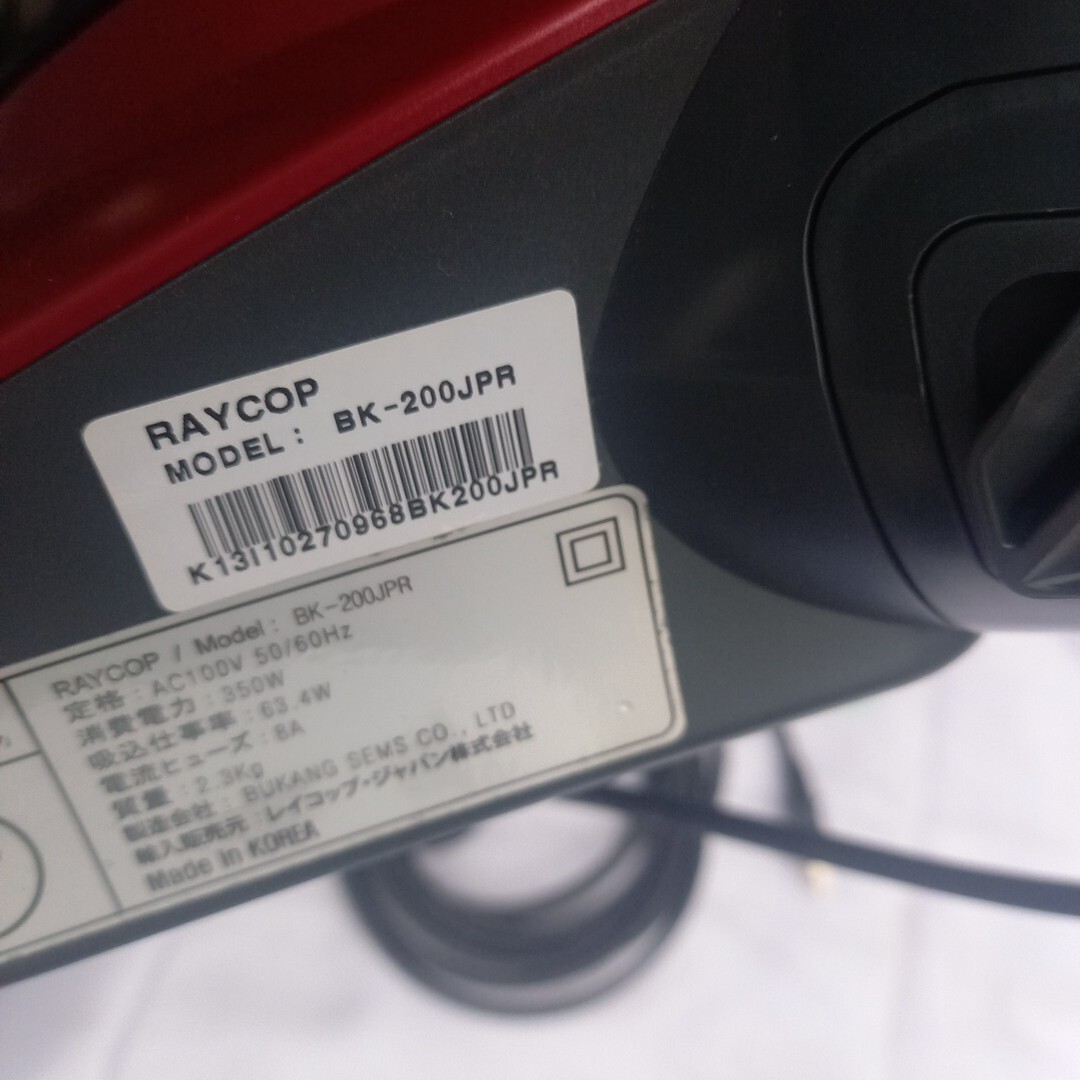 RAYCOP
MODEL : BK-200JPR
K13I10270968BK200JPR
RAYCOP / Model : BK-200JPR
定格 : AC100V 50/60Hz
消費電力 : 350W
吸込仕事率 : 63.4W
電流ヒューズ : 8A
質量 : 2.3Kg
製造会社 : BUKANG SEMS CO., LTD
輸入販売元 : レイコップ・ジャパン株式会社
Made in KOREA